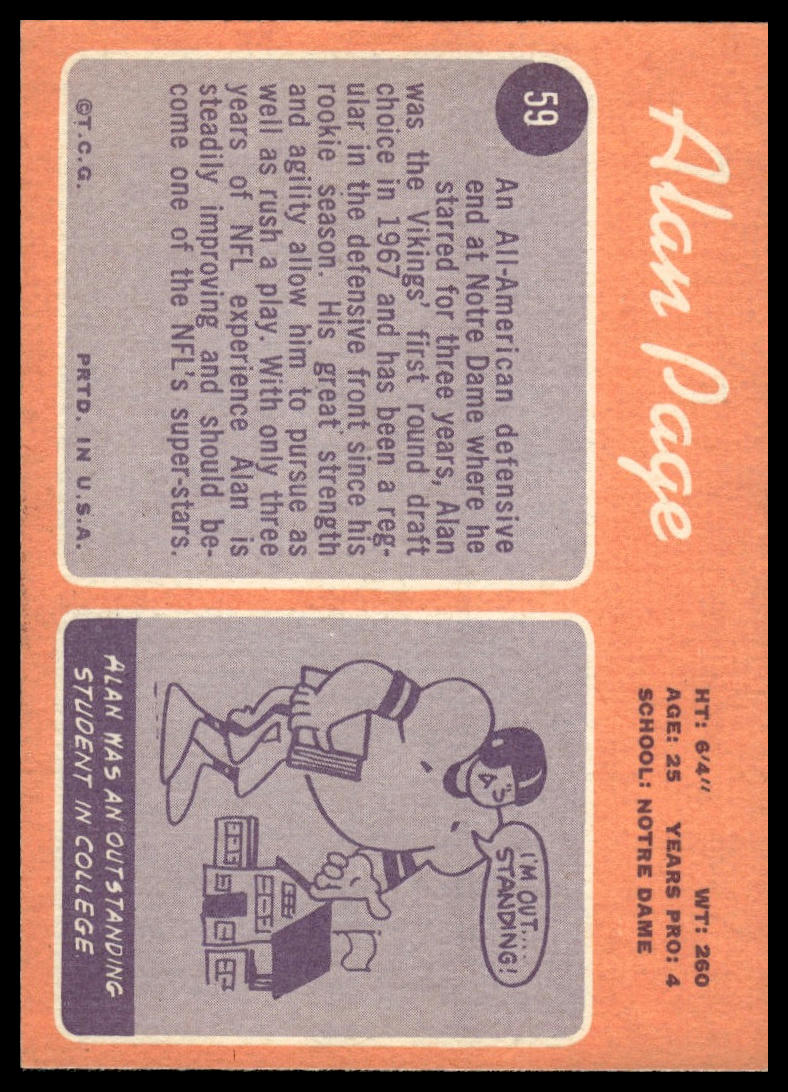 Alan Page
HT: 6'4" WT: 260
AGE: 25 YEARS PRO: 4
SCHOOL: NOTRE DAME
59
An All-American defensive
end at Notre Dame where he
starred for three years, Alan
was the Vikings' first round draft
choice in 1967 and has been a reg-
ular in the defensive front since his
rookie season. His great strength
and agility allow him to pursue as
well as rush a play. With only three
years of NFL experience Alan is
steadily improving and should be-
come one of the NFL's super-stars.
©T.C.G. PRTD. IN U.S.A.
I'M OUT....
STANDING!
ALAN WAS AN OUTSTANDING
STUDENT IN COLLEGE.